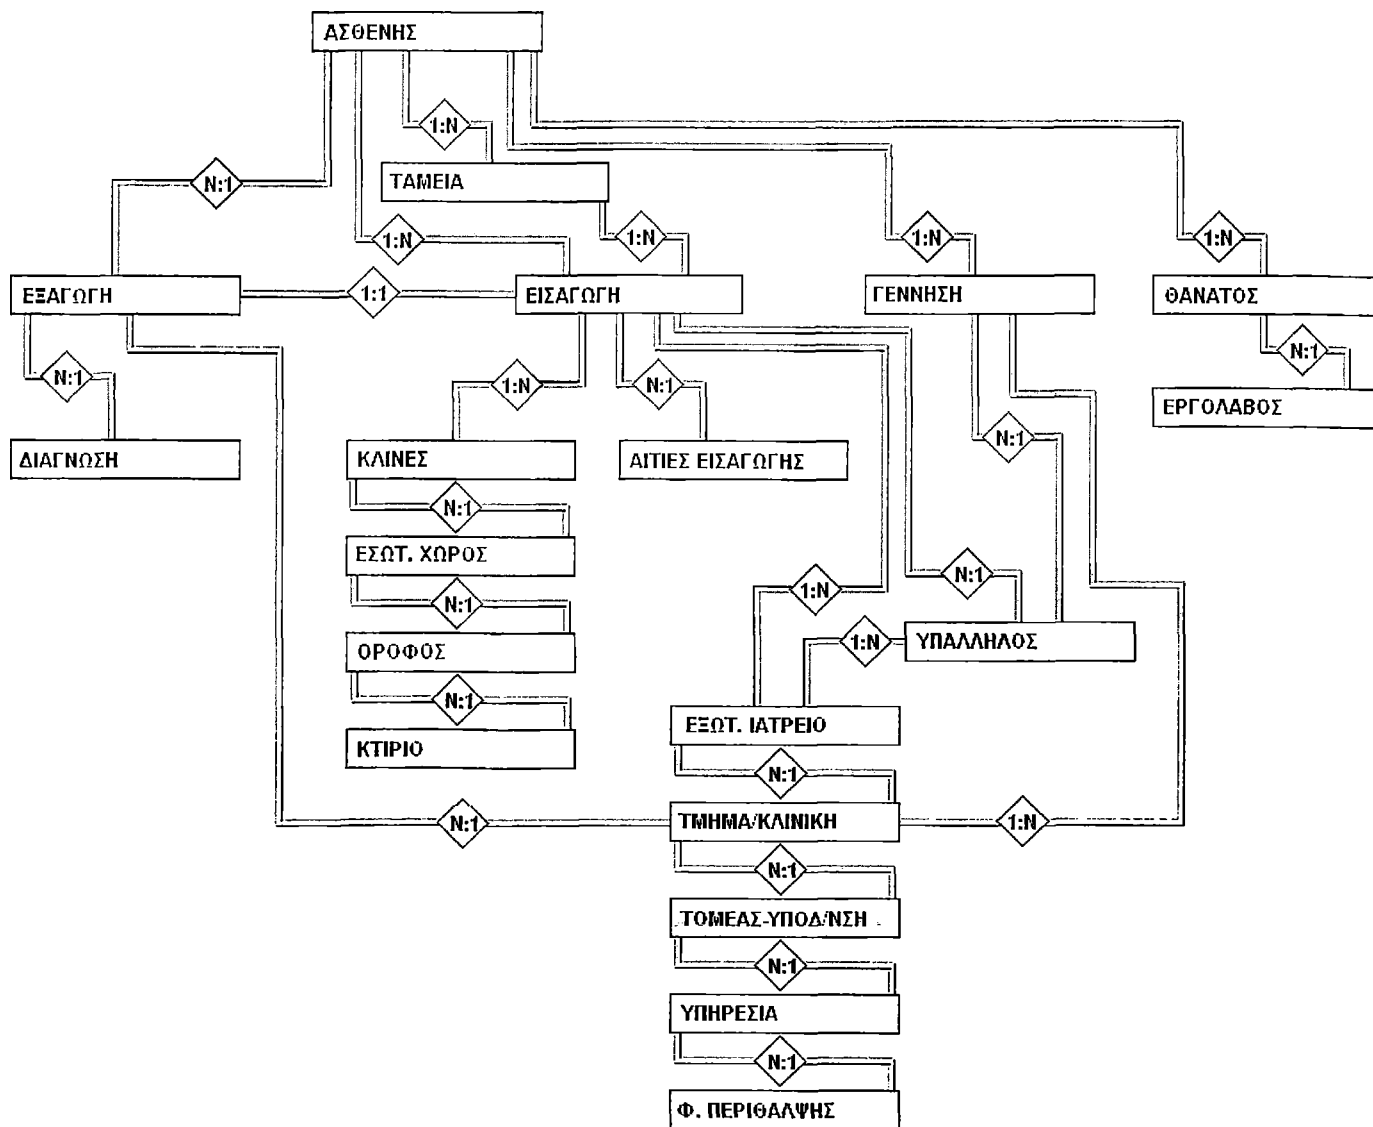 ΑΣΘΕΝΗΣ
1:N
N:1
ΤΑΜΕΙΑ
1:N
1:N
1:N
1:N
ΕΞΑΓΩΓΗ
1:1
ΕΙΣΑΓΩΓΗ
ΓΕΝΝΗΣΗ
ΘΑΝΑΤΟΣ
N:1
1:N
N:1
N:1
ΕΡΓΟΛΑΒΟΣ
N:1
ΔΙΑΓΝΩΣΗ
ΚΛΙΝΕΣ
ΑΙΤΙΕΣ ΕΙΣΑΓΩΓΗΣ
N:1
ΕΣΩΤ. ΧΩΡΟΣ
N:1
1:N
N:1
ΟΡΟΦΟΣ
1:N
ΥΠΑΛΛΗΛΟΣ
N:1
ΕΞΩΤ. ΙΑΤΡΕΙΟ
ΚΤΙΡΙΟ
N:1
N:1
ΤΜΗΜΑ/ΚΛΙΝΙΚΗ
1:N
N:1
ΤΟΜΕΑΣ-ΥΠΟΔ/ΝΣΗ
N:1
ΥΠΗΡΕΣΙΑ
N:1
Φ. ΠΕΡΙΘΑΛΨΗΣ